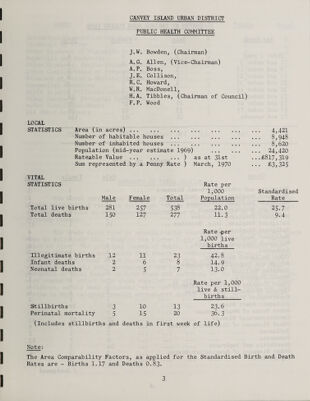 CANVEY ISLAND URBAN DISTRICT
PUBLIC HEALTH COMMITTEE
J.W. Bowden, (Chairman)
A.G. Allen, (Vice-Chairman)
A.P. Boss,
J.E. Collison,
R.C. Howard,
W.R. MacDonell,
H.A. Tibbles, (Chairman of Council)
F.P. Wood
LOCAL
STATISTICS Area (in acres) ... ... ... ... ... ... 4,421
Number of habitable houses ... ... ... ... ... 8,948
Number of inhabited houses ... ... ... ... ... 8,620
Population (mid-year estimate 1969) ... ... ... 24,420
Rateable Value ... ... ... ) as at 31st ...£817,319
Sum represented by a Penny Rate ) March, 1970 ... £3,325
VITAL
STATISTICS Rate per
1,000 Standardised
Male Female Total Population Rate
Total live births 281 257 538 22.0 25.7
Total deaths 150 127 277 11.3 9.4
Rate per
1,000 live
births
Illegitimate births 12 11 23 42.8
Infant deaths 2 6 8 14.9
Neonatal deaths 2 5 7 13.0
Rate per 1,000
live & still-
births
Stillbirths 3 10 13 23.6
Perinatal mortality 5 15 20 36.3
(Includes stillbirths and deaths in first week of life)
Note:
The Area Comparability Factors, as applied for the Standardised Birth and Death
Rates are - Births 1.17 and Deaths 0.83.
3